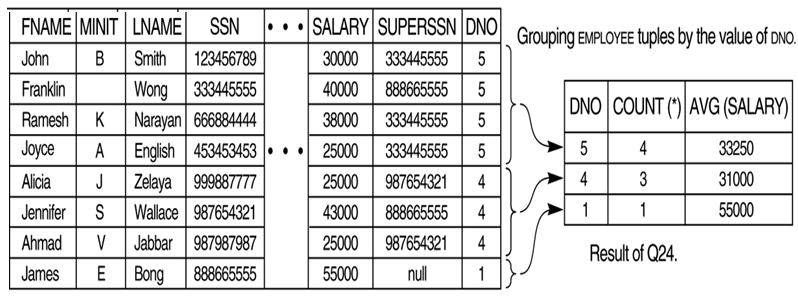 FNAME MINIT LNAME SSN • • • SALARY SUPERSSN DNO
John B Smith 123456789 30000 333445555 5
Franklin Wong 333445555 40000 888665555 5
Ramesh K Narayan 666884444 38000 333445555 5
Joyce A English 453453453 • • • 25000 333445555 5
Alicia J Zelaya 999887777 25000 987654321 4
Jennifer S Wallace 987654321 43000 888665555 4
Ahmad V Jabbar 987987987 25000 987654321 4
James E Bong 888665555 55000 null 1
Grouping EMPLOYEE tuples by the value of DNO.
DNO COUNT (*) AVG (SALARY)
5 4 33250
4 3 31000
1 1 55000
Result of Q24.